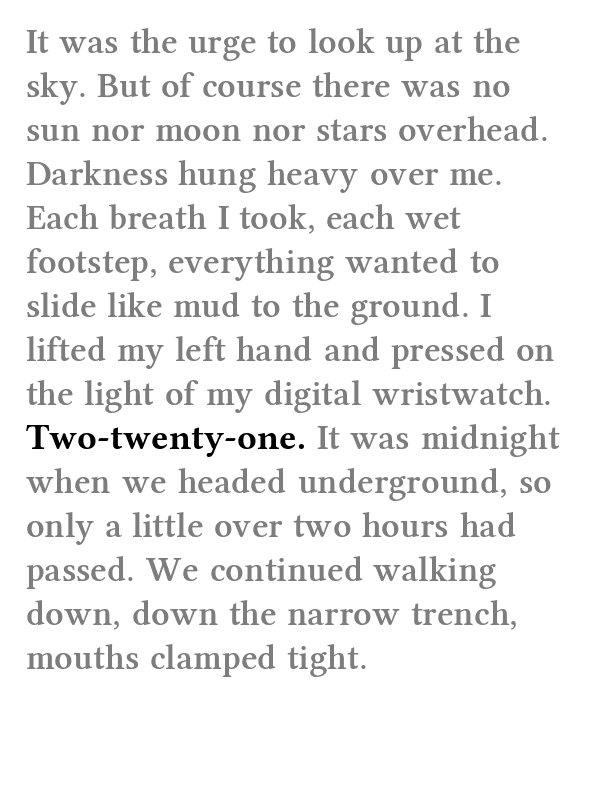 It was the urge to look up at the
sky. But of course there was no
sun nor moon nor stars overhead.
Darkness hung heavy over me.
Each breath I took, each wet
footstep, everything wanted to
slide like mud to the ground. I
lifted my left hand and pressed on
the light of my digital wristwatch.
Two-twenty-one. It was midnight
when we headed underground, so
only a little over two hours had
passed. We continued walking
down, down the narrow trench,
mouths clamped tight.